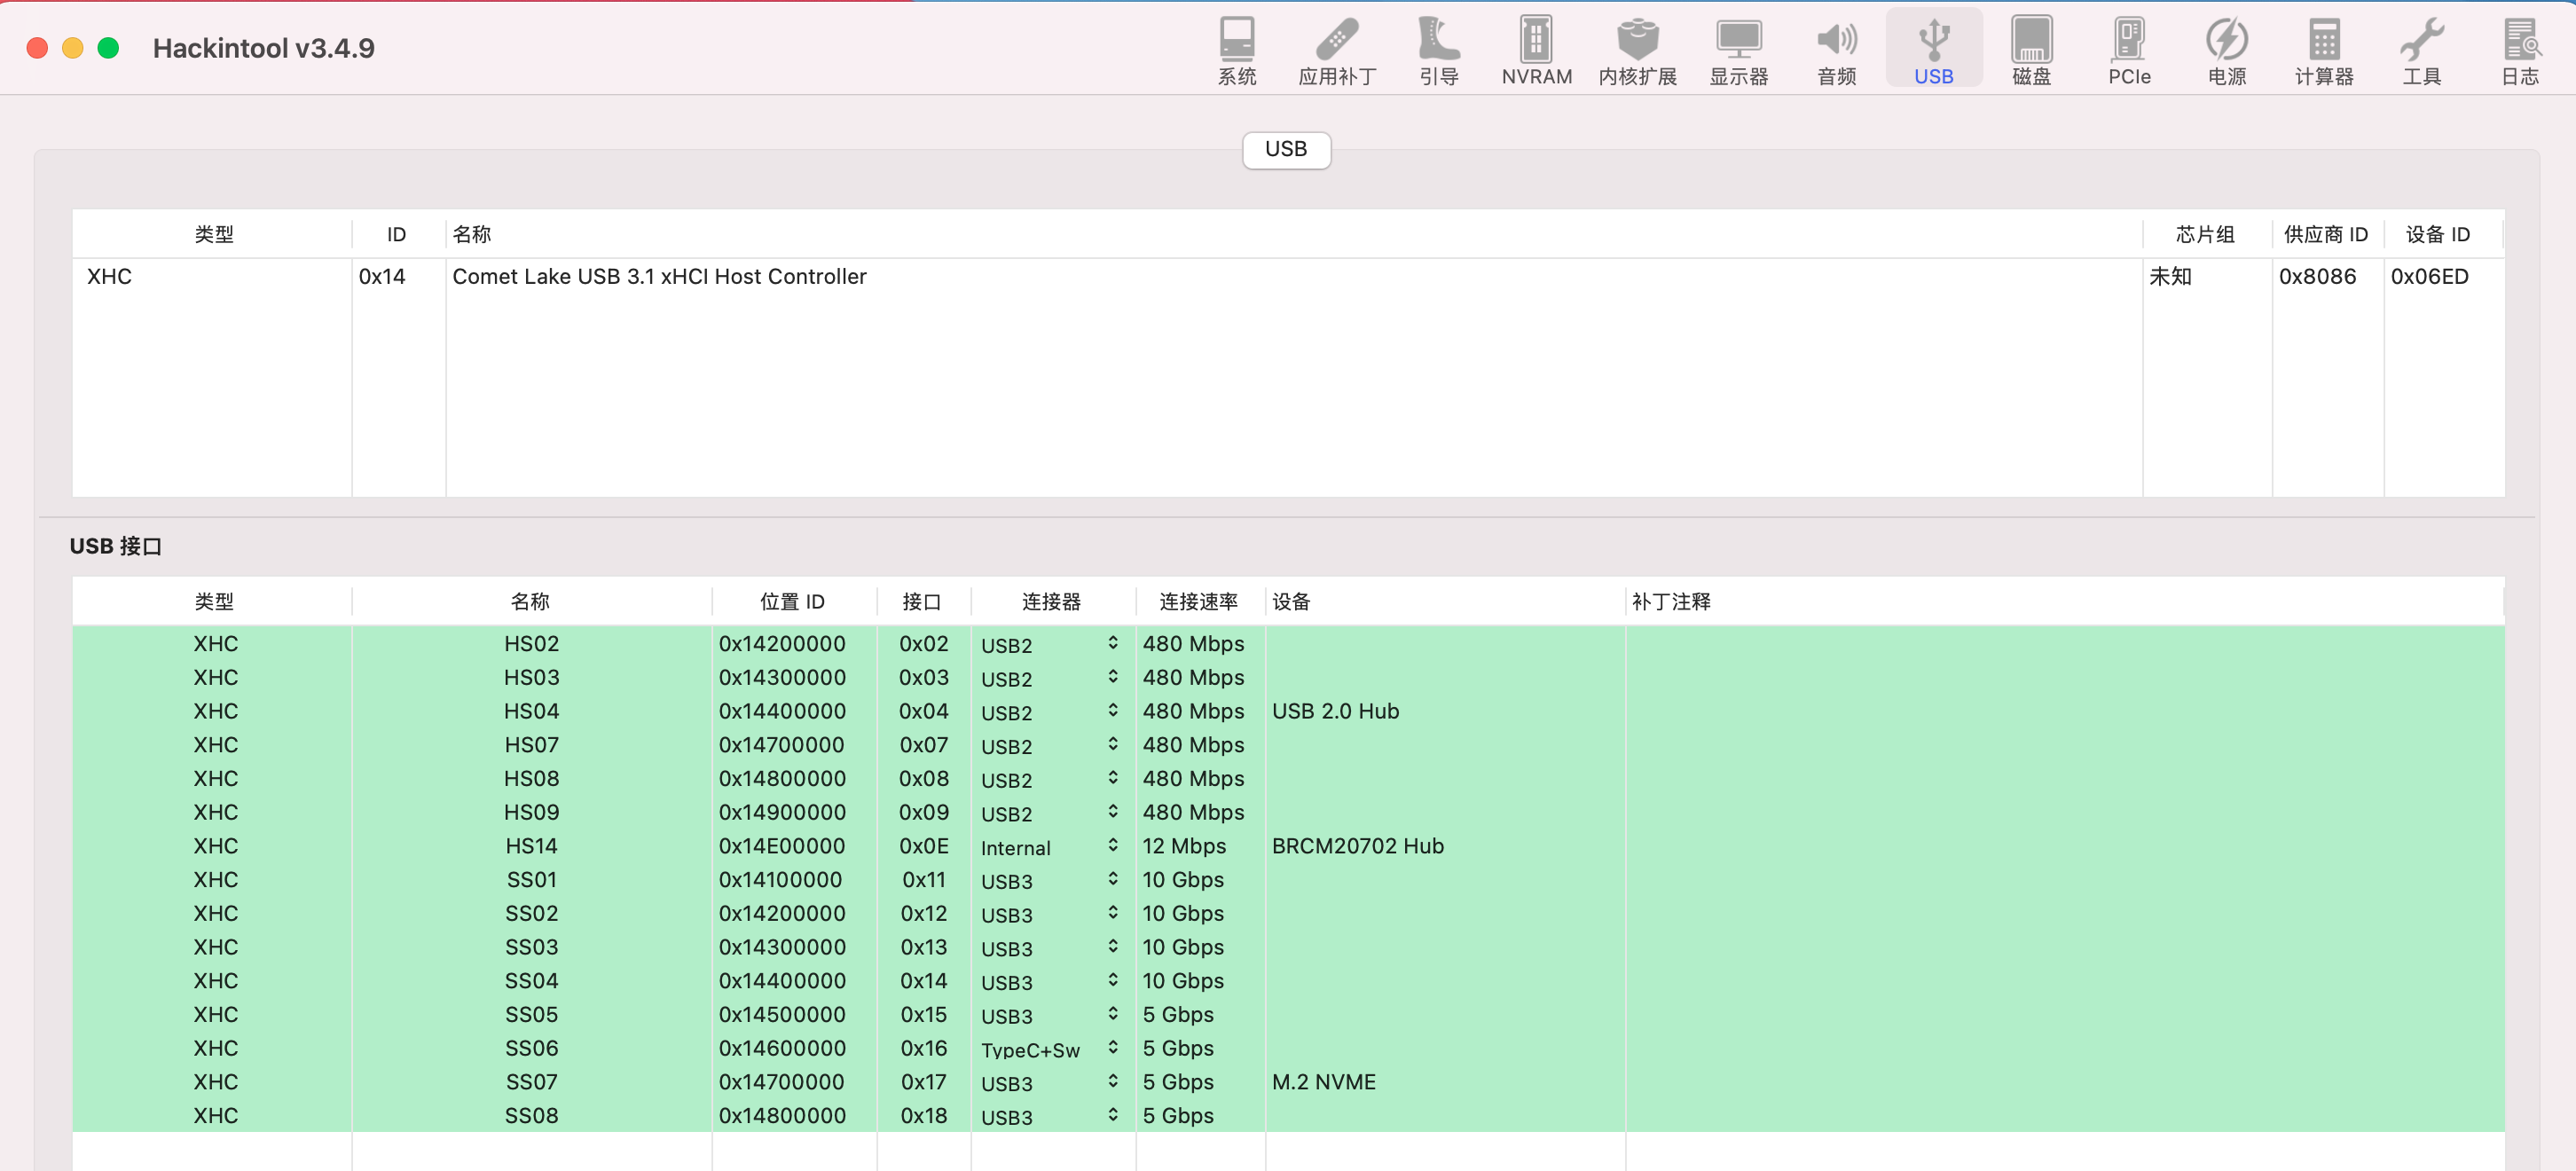 Hackintool v3.4.9
系统 应用补丁 引导 NVRAM 内核扩展 显示器 音频 USB 磁盘 PCIe 电源 计算器 工具 日志
USB
类型 ID 名称 芯片组 供应商 ID 设备 ID
XHC 0x14 Comet Lake USB 3.1 xHCI Host Controller 未知 0x8086 0x06ED
USB 接口
类型 名称 位置 ID 接口 连接器 连接速率 设备 补丁注释
XHC HS02 0x14200000 0x02 USB2 480 Mbps
XHC HS03 0x14300000 0x03 USB2 480 Mbps
XHC HS04 0x14400000 0x04 USB2 480 Mbps USB 2.0 Hub
XHC HS07 0x14700000 0x07 USB2 480 Mbps
XHC HS08 0x14800000 0x08 USB2 480 Mbps
XHC HS09 0x14900000 0x09 USB2 480 Mbps
XHC HS14 0x14E00000 0x0E Internal 12 Mbps BRCM20702 Hub
XHC SS01 0x14100000 0x11 USB3 10 Gbps
XHC SS02 0x14200000 0x12 USB3 10 Gbps
XHC SS03 0x14300000 0x13 USB3 10 Gbps
XHC SS04 0x14400000 0x14 USB3 10 Gbps
XHC SS05 0x14500000 0x15 USB3 5 Gbps
XHC SS06 0x14600000 0x16 TypeC+Sw 5 Gbps
XHC SS07 0x14700000 0x17 USB3 5 Gbps M.2 NVME
XHC SS08 0x14800000 0x18 USB3 5 Gbps